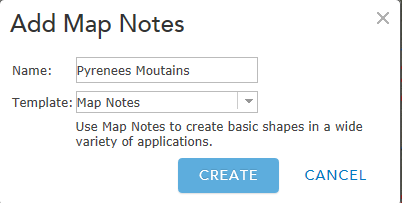 Add Map Notes
Name: Pyrenees Moutains
Template: Map Notes
Use Map Notes to create basic shapes in a wide
variety of applications.
CREATE CANCEL